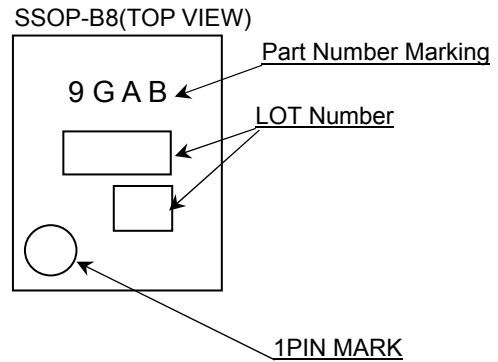 SSOP-B8(TOP VIEW)
Part Number Marking
9 G A B
LOT Number
1PIN MARK